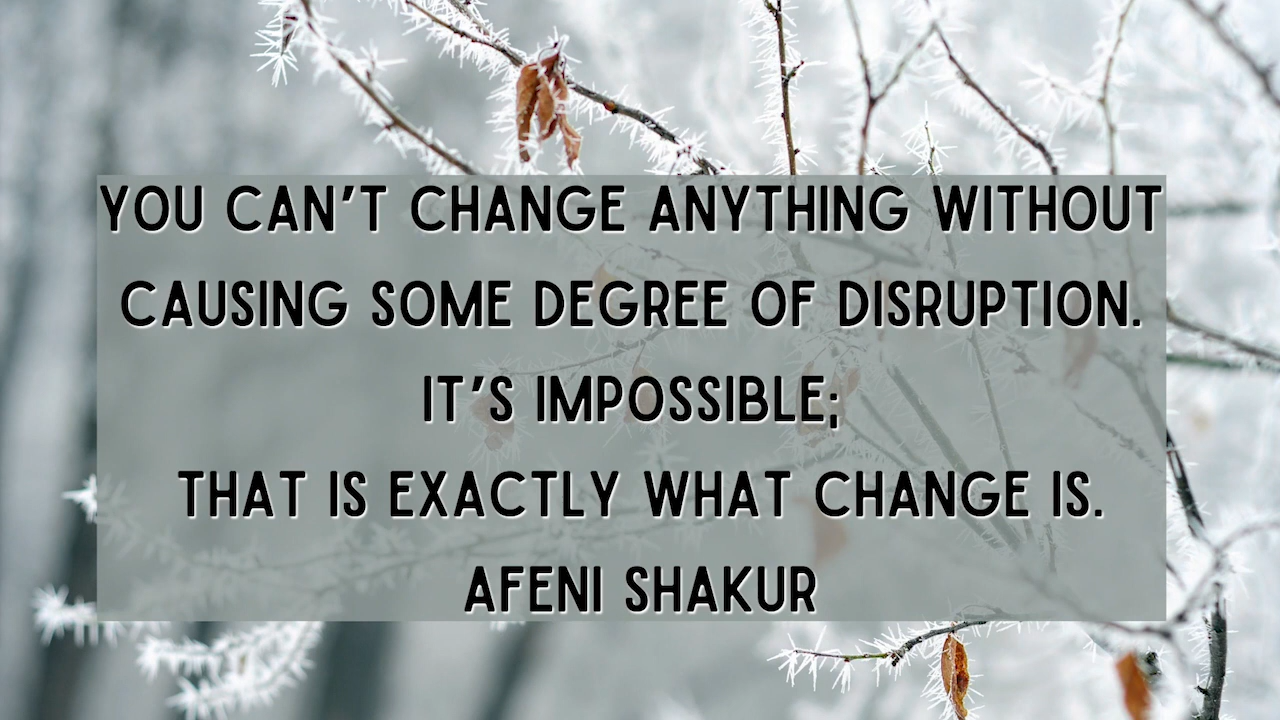 YOU CAN'T CHANGE ANYTHING WITHOUT
CAUSING SOME DEGREE OF DISRUPTION.
IT'S IMPOSSIBLE;
THAT IS EXACTLY WHAT CHANGE IS.
AFENI SHAKUR